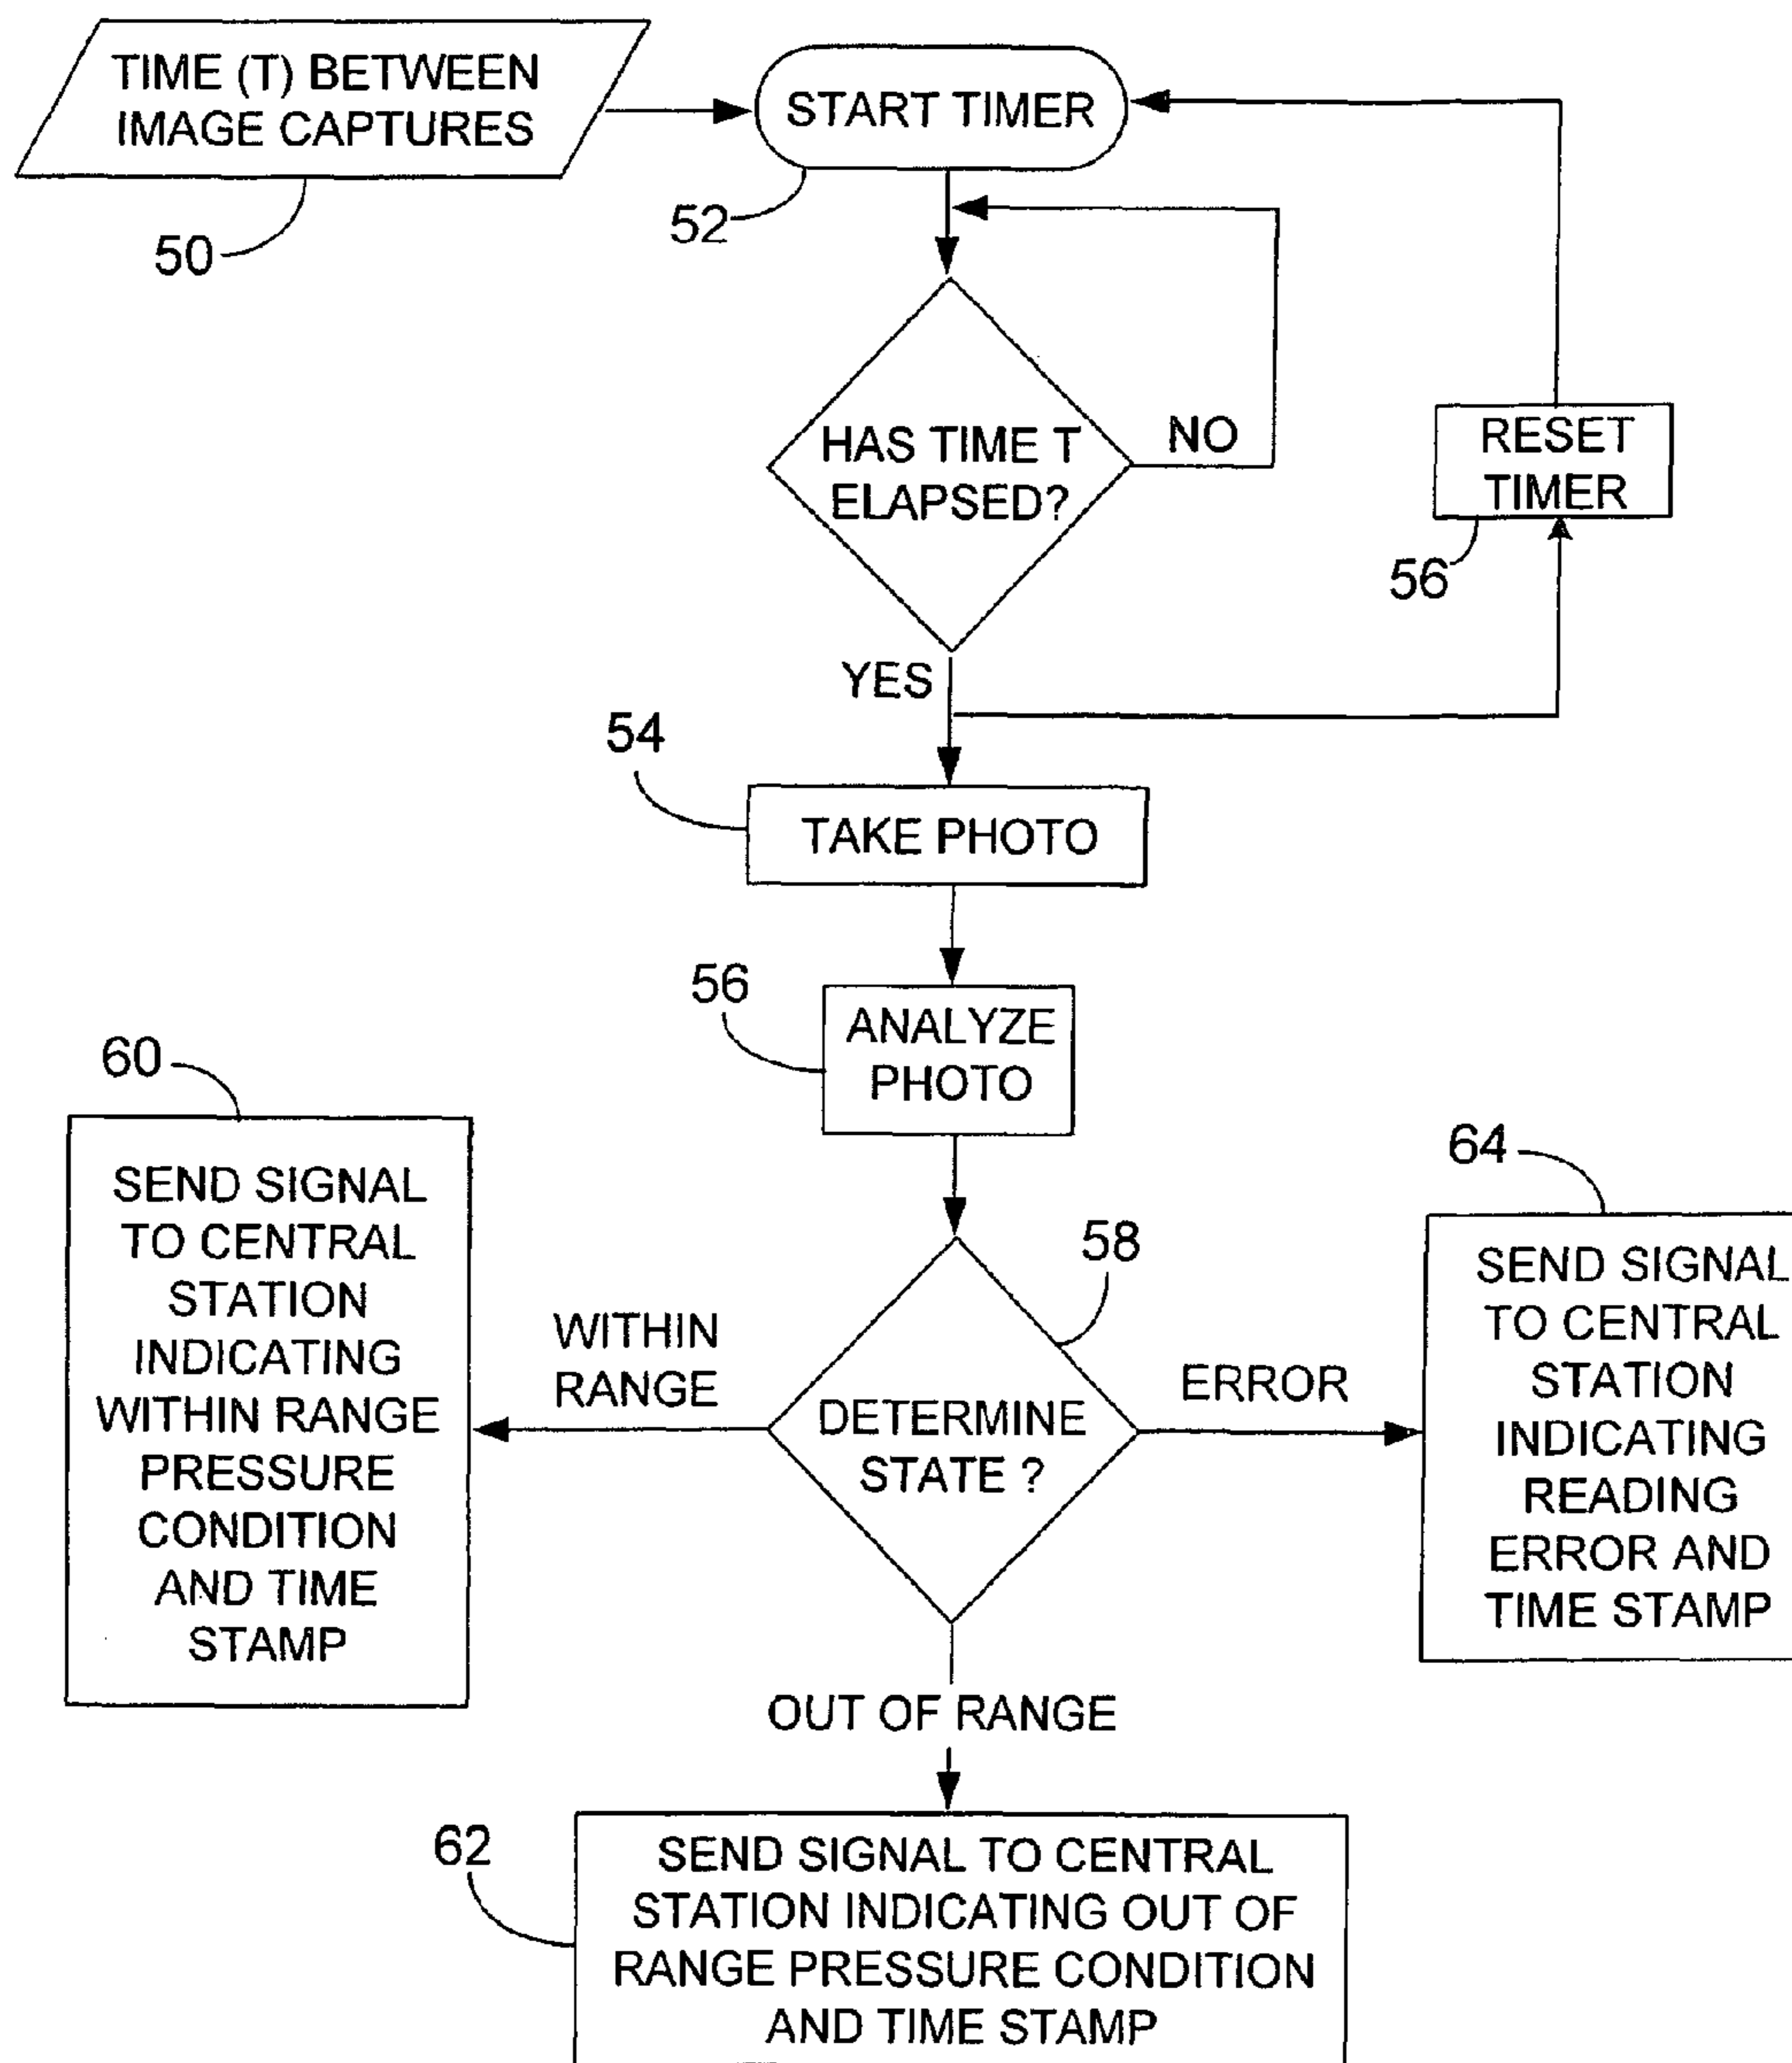 TIME (T) BETWEEN
IMAGE CAPTURES
50
START TIMER
52
HAS TIME T
ELAPSED?
NO
YES
RESET
TIMER
56
54
TAKE PHOTO
56
ANALYZE
PHOTO
58
DETERMINE
STATE ?
WITHIN
RANGE
60
SEND SIGNAL
TO CENTRAL
STATION
INDICATING
WITHIN RANGE
PRESSURE
CONDITION
AND TIME
STAMP
ERROR
64
SEND SIGNAL
TO CENTRAL
STATION
INDICATING
READING
ERROR AND
TIME STAMP
OUT OF RANGE
62
SEND SIGNAL TO CENTRAL
STATION INDICATING OUT OF
RANGE PRESSURE CONDITION
AND TIME STAMP